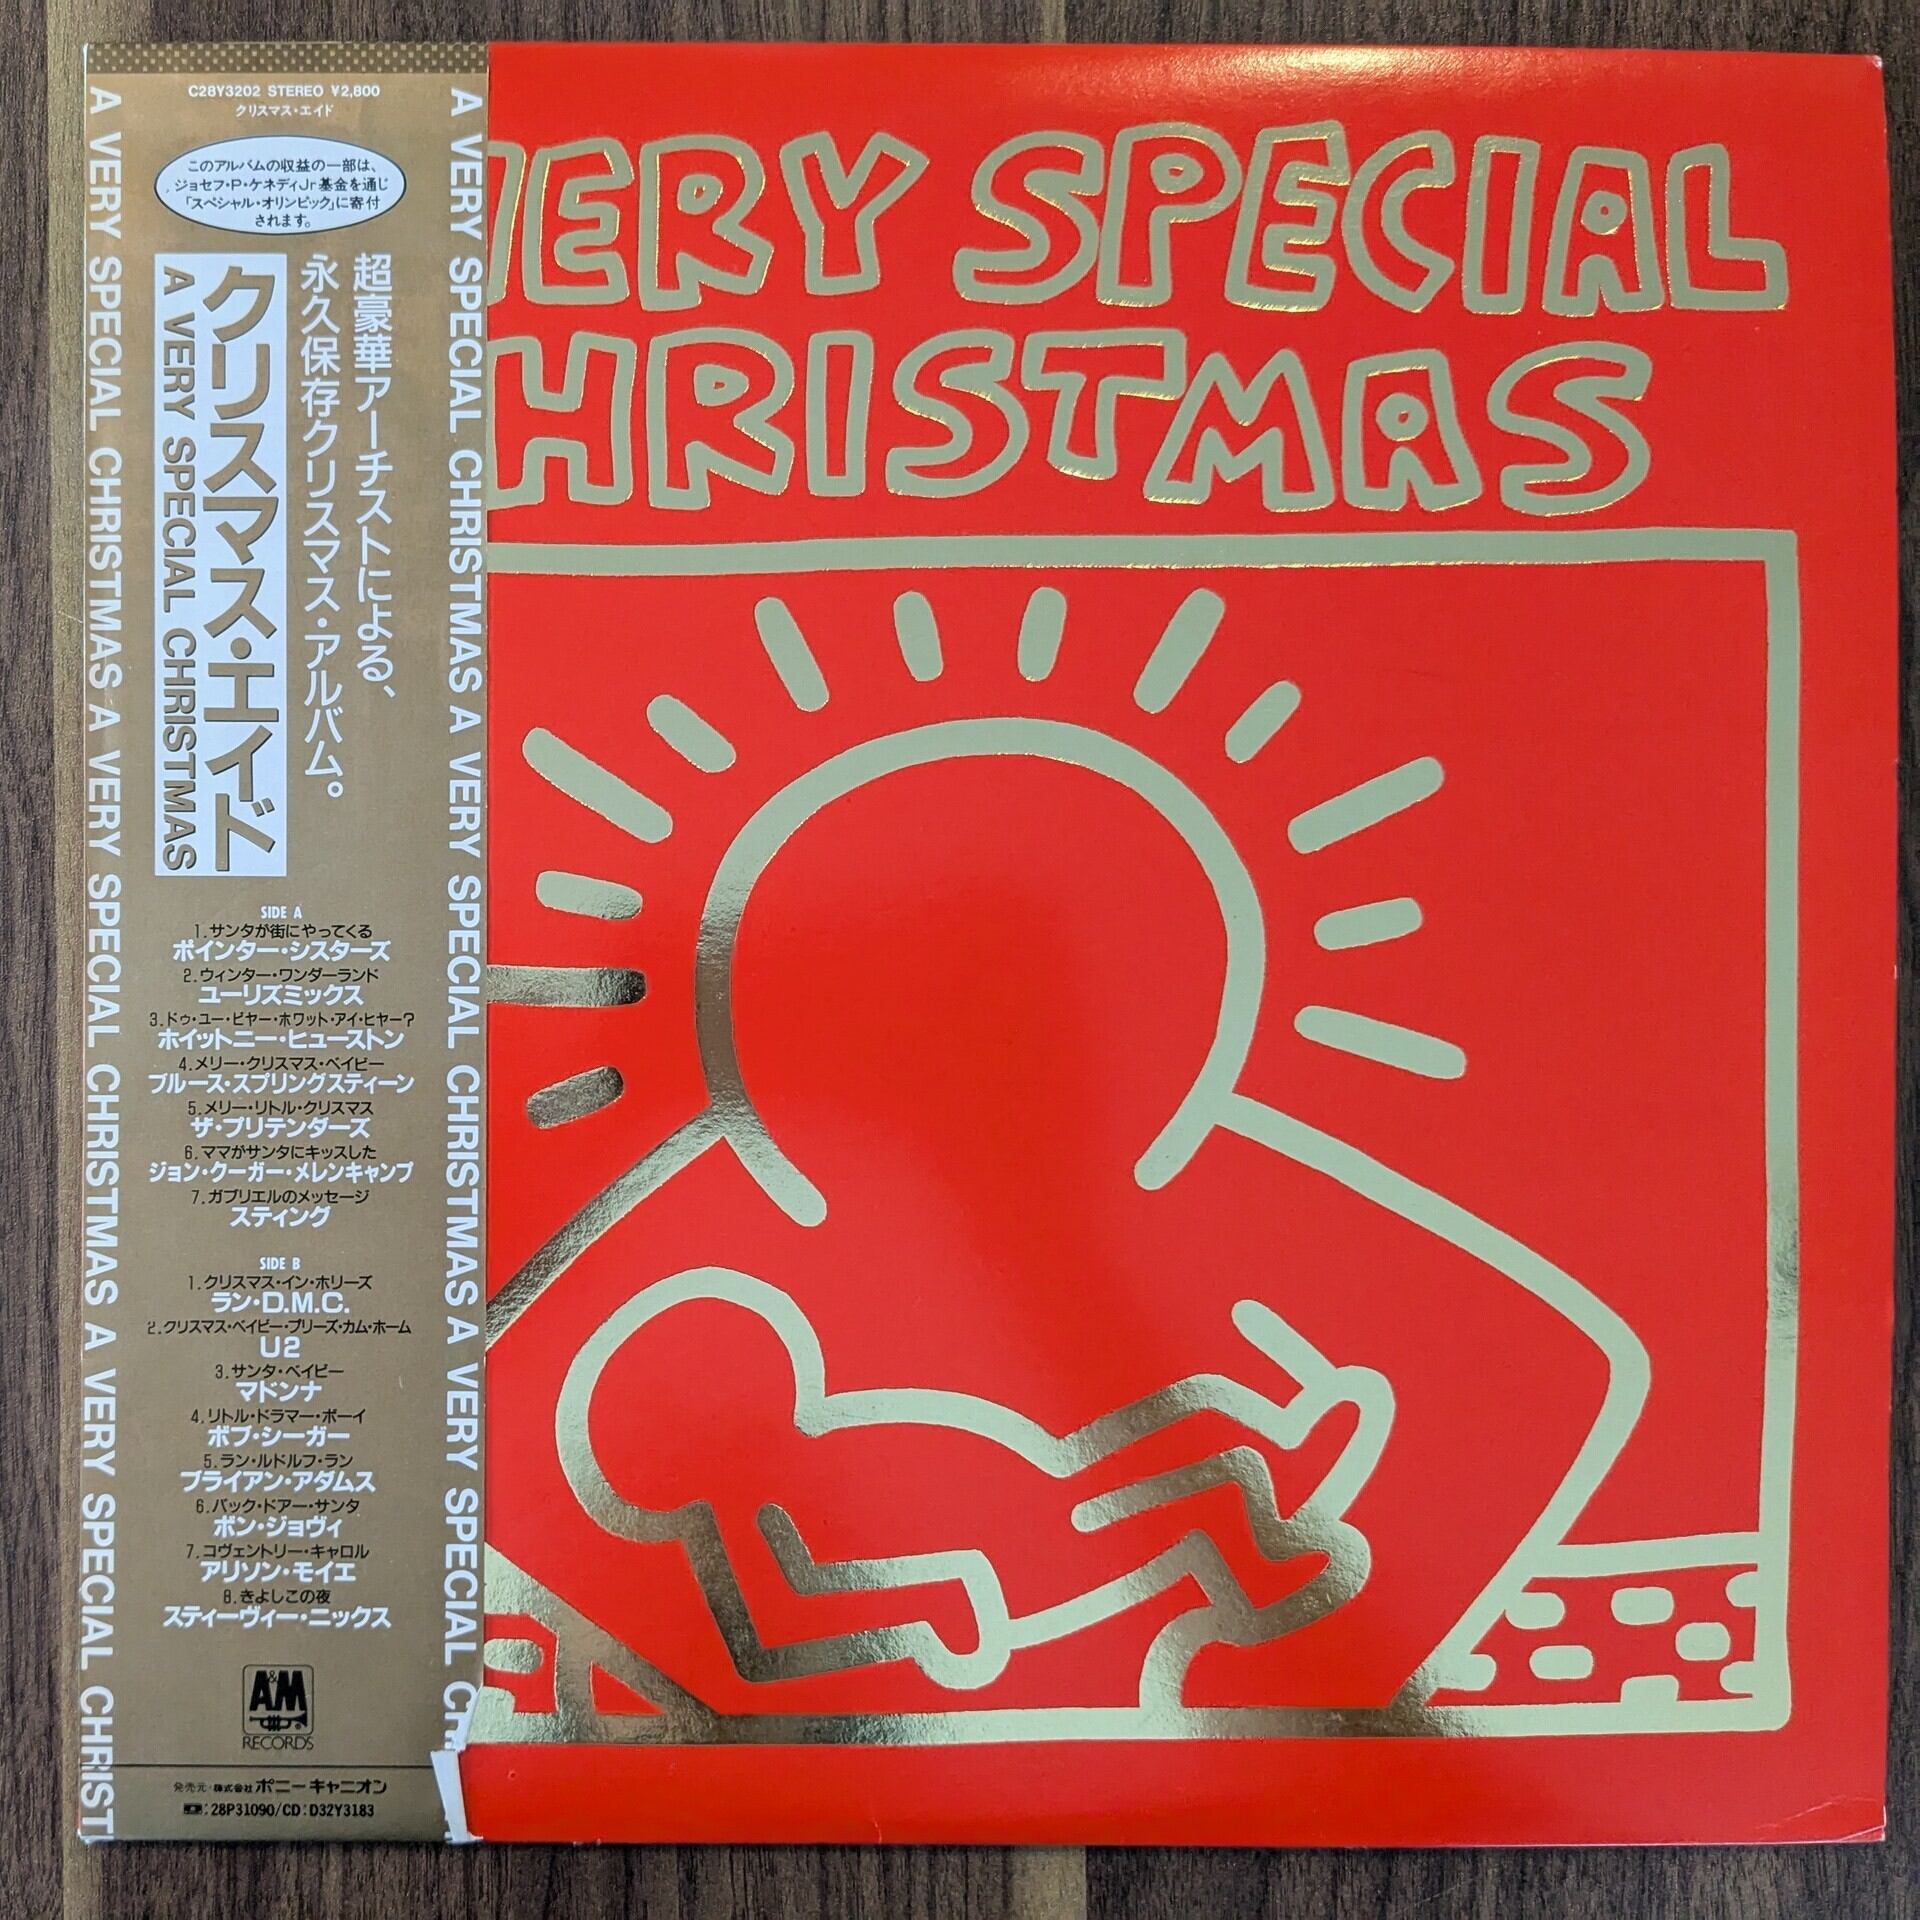 C28Y3202 STEREO ¥2,800
クリスマス・エイド
このアルバムの収益の一部は、
ジョセフ・P・ケネディJr基金を通じ
「スペシャル・オリンピック」に寄付
されます。
超豪華アーチストによる、
永久保存クリスマス・アルバム。
クリスマス・エイド
A VERY SPECIAL CHRISTMAS
SIDE A
1.サンタが街にやってくる
ポインター・シスターズ
2.ウィンター・ワンダーランド
ユーリズミックス
3.ドゥ・ユー・ヒヤー・ホワット・アイ・ヒヤー?
ホイットニー・ヒューストン
4.メリー・クリスマス・ベイビー
ブルース・スプリングスティーン
5.メリー・リトル・クリスマス
ザ・プリテンダーズ
6.ママがサンタにキッスした
ジョン・クーガー・メレンキャンプ
7.ガブリエルのメッセージ
スティング
SIDE B
1.クリスマス・イン・ホリーズ
ラン・D.M.C.
2.クリスマス・ベイビー・プリーズ・カム・ホーム
U2
3.サンタ・ベイビー
マドンナ
4.リトル・ドラマー・ボーイ
ボブ・シーガー
5.ラン・ルドルフ・ラン
ブライアン・アダムス
6.バック・ドアー・サンタ
ボン・ジョヴィ
7.コヴェントリー・キャロル
アリソン・モイエ
8.きよしこの夜
スティーヴィー・ニックス
A&M
RECORDS
発売元・株式会社ポニーキャニオン
:28P31090/CD:D32Y3183
A VERY SPECIAL CHRISTMAS A VERY SPECIAL CHRISTMAS A VERY SPECIAL CHRIST
A VERY SPECIAL CHRISTMAS A VERY SPECIAL CHRISTMAS A VERY SPECIAL CH
VERY SPECIAL
HRISTMAS